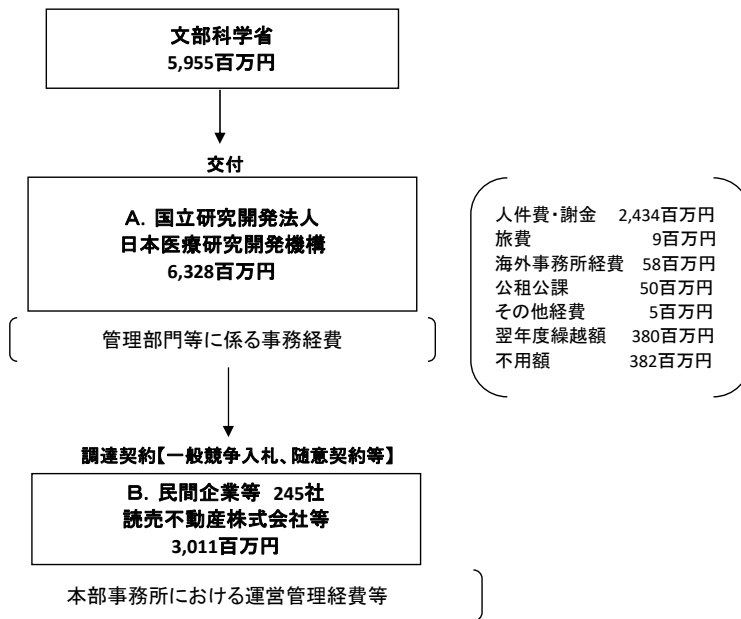 文部科学省
5,955百万円
交付
A. 国立研究開発法人
日本医療研究開発機構
6,328百万円
管理部門等に係る事務経費
人件費・謝金 2,434百万円
旅費 9百万円
海外事務所経費 58百万円
公租公課 50百万円
その他経費 5百万円
翌年度繰越額 380百万円
不用額 382百万円
調達契約【一般競争入札、随意契約等】
B. 民間企業等 245社
読売不動産株式会社等
3,011百万円
本部事務所における運営管理経費等